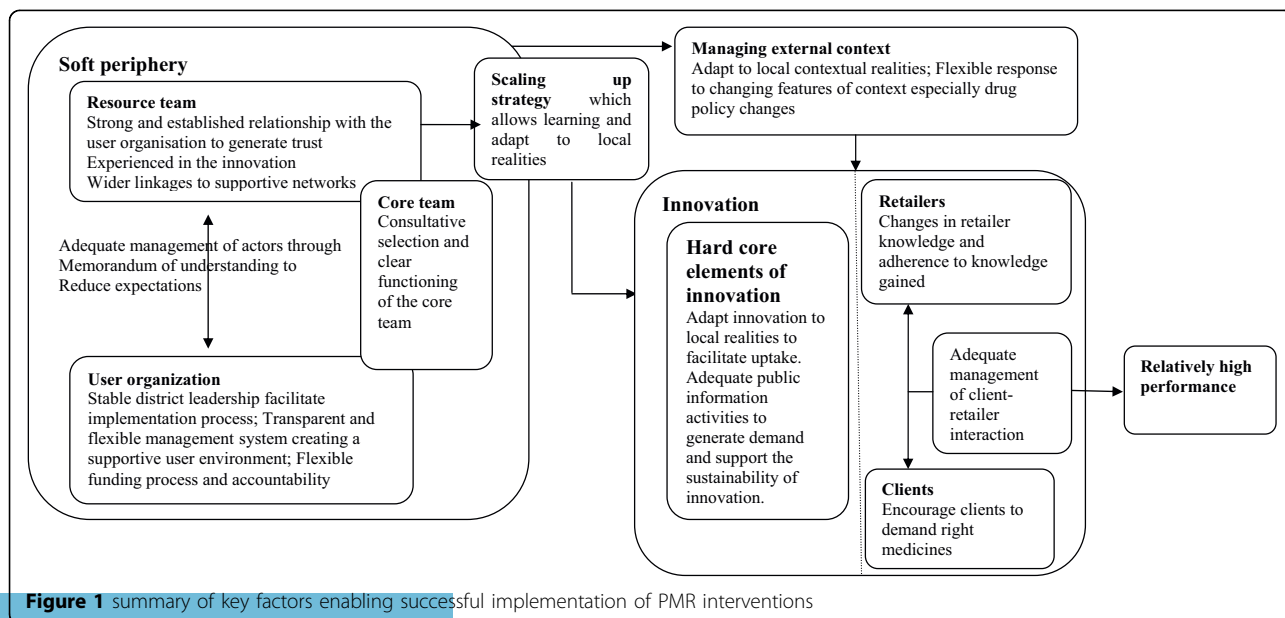 Soft periphery
Resource team
Strong and established relationship with the
user organisation to generate trust
Experienced in the innovation
Wider linkages to supportive networks
Adequate management of actors through
Memorandum of understanding to
Reduce expectations
Core team
Consultative
selection and
clear
functioning
of the core
team
User organization
Stable district leadership facilitate
implementation process; Transparent and
flexible management system creating a
supportive user environment; Flexible
funding process and accountability
Scaling up
strategy which
allows learning and
adapt to local
realities
Managing external context
Adapt to local contextual realities; Flexible response
to changing features of context especially drug
policy changes
Innovation
Hard core
elements of
innovation
Adapt innovation to
local realities to
facilitate uptake.
Adequate public
information
activities to
generate demand
and support the
sustainability of
innovation.
Retailers
Changes in retailer
knowledge and
adherence to knowledge
gained
Adequate
management
of client-
retailer
interaction
Clients
Encourage clients to
demand right
medicines
Relatively high
performance
Figure 1 summary of key factors enabling successful implementation of PMR interventions